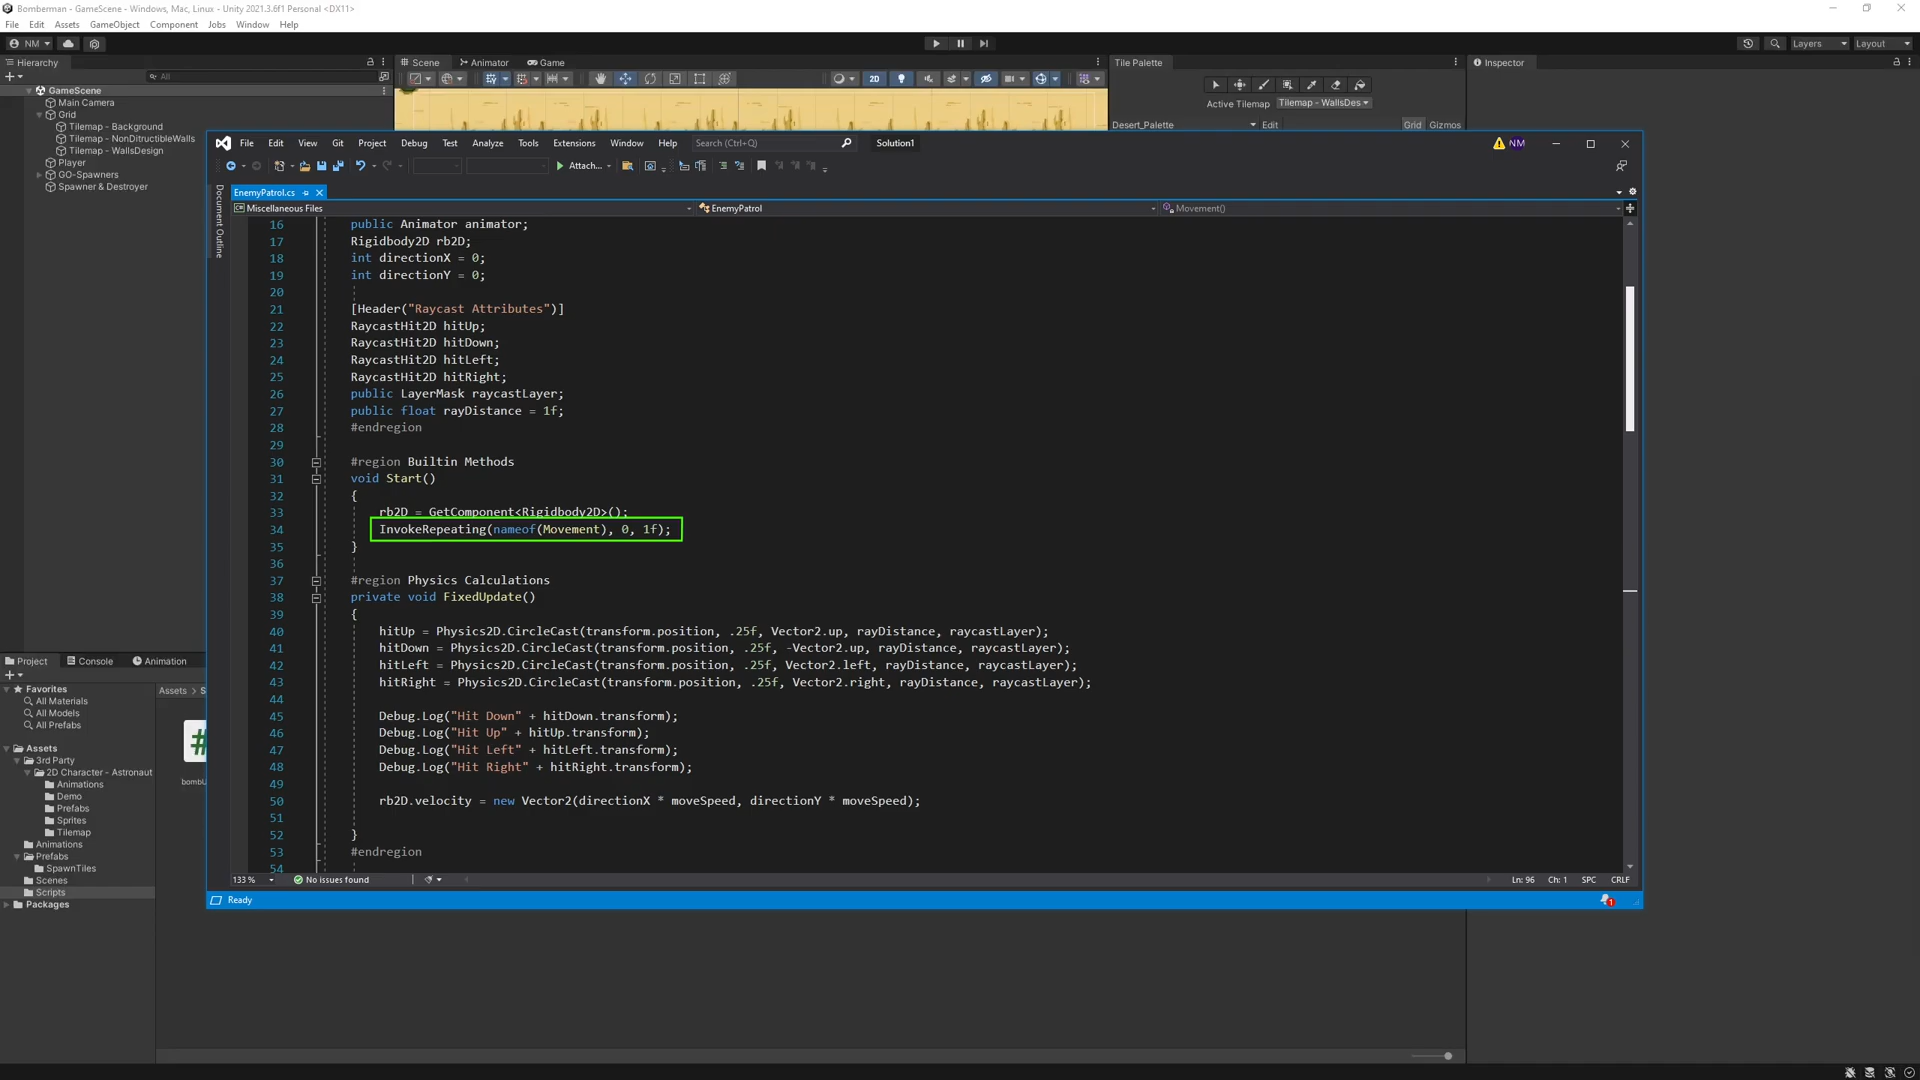 Bomberman - GameScene - Windows, Mac, Linux - Unity 2021.3.6f1 Personal <DX11>
File Edit Assets GameObject Component Jobs Window Help
NM Layers Layout
Hierarchy Scene Animator Game Tile Palette Inspector
All 2D
Active Tilemap Tilemap - WallsDes
Desert_Palette Edit Grid Gizmos
GameScene
Main Camera
Grid
Tilemap - Background
Tilemap - NonDitructibleWalls
Tilemap - WallsDesign
Player
GO-Spawners
Spawner & Destroyer
File Edit View Git Project Debug Test Analyze Tools Extensions Window Help Search (Ctrl+Q) Solution1 NM
Attach...
EnemyPatrol.cs
Document Outline
Miscellaneous Files EnemyPatrol Movement()
16 public Animator animator;
17 Rigidbody2D rb2D;
18 int directionX = 0;
19 int directionY = 0;
20
21 [Header("Raycast Attributes")]
22 RaycastHit2D hitUp;
23 RaycastHit2D hitDown;
24 RaycastHit2D hitLeft;
25 RaycastHit2D hitRight;
26 public LayerMask raycastLayer;
27 public float rayDistance = 1f;
28 #endregion
29
30 #region Builtin Methods
31 void Start()
32 {
33 rb2D = GetComponent<Rigidbody2D>();
34 InvokeRepeating(nameof(Movement), 0, 1f);
35 }
36
37 #region Physics Calculations
38 private void FixedUpdate()
39 {
40 hitUp = Physics2D.CircleCast(transform.position, .25f, Vector2.up, rayDistance, raycastLayer);
41 hitDown = Physics2D.CircleCast(transform.position, .25f, -Vector2.up, rayDistance, raycastLayer);
42 hitLeft = Physics2D.CircleCast(transform.position, .25f, Vector2.left, rayDistance, raycastLayer);
43 hitRight = Physics2D.CircleCast(transform.position, .25f, Vector2.right, rayDistance, raycastLayer);
44
45 Debug.Log("Hit Down" + hitDown.transform);
46 Debug.Log("Hit Up" + hitUp.transform);
47 Debug.Log("Hit Left" + hitLeft.transform);
48 Debug.Log("Hit Right" + hitRight.transform);
49
50 rb2D.velocity = new Vector2(directionX * moveSpeed, directionY * moveSpeed);
51
52 }
53 #endregion
54
133 % No issues found Ln: 96 Ch: 1 SPC CRLF
Ready 1
Project Console Animation
Favorites
All Materials
All Models
All Prefabs
Assets
3rd Party
2D Character - Astronaut
Animations
Demo
Prefabs
Sprites
Tilemap
Animations
Prefabs
SpawnTiles
Scenes
Scripts
Packages
Assets > S
#
bombU